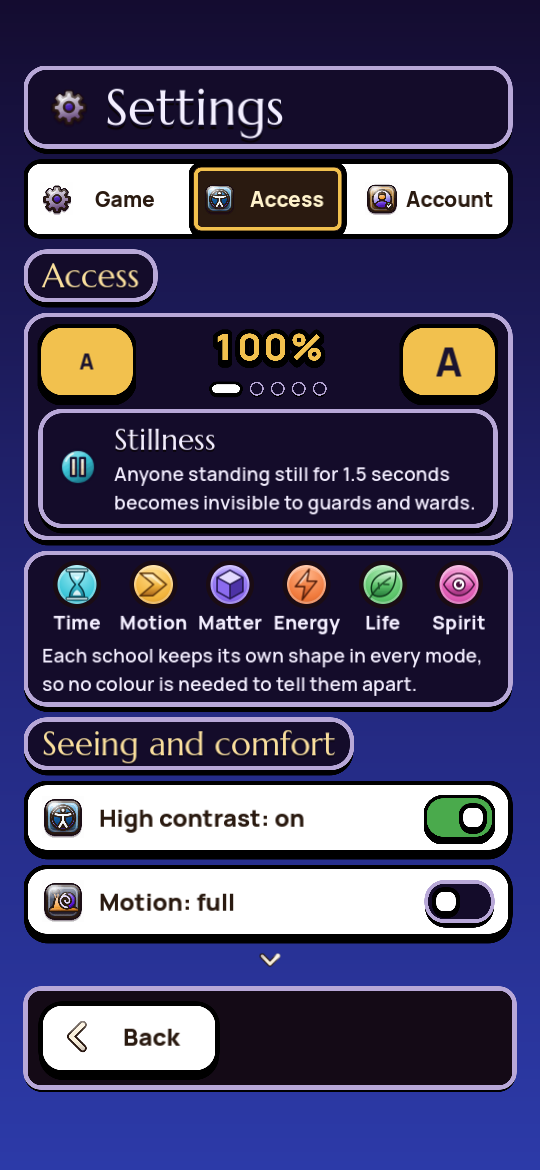 Settings
Game
Access
Account
Access
A
100%
A
Stillness
Anyone standing still for 1.5 seconds
becomes invisible to guards and wards.
Time
Motion
Matter
Energy
Life
Spirit
Each school keeps its own shape in every mode,
so no colour is needed to tell them apart.
Seeing and comfort
High contrast: on
Motion: full
Back